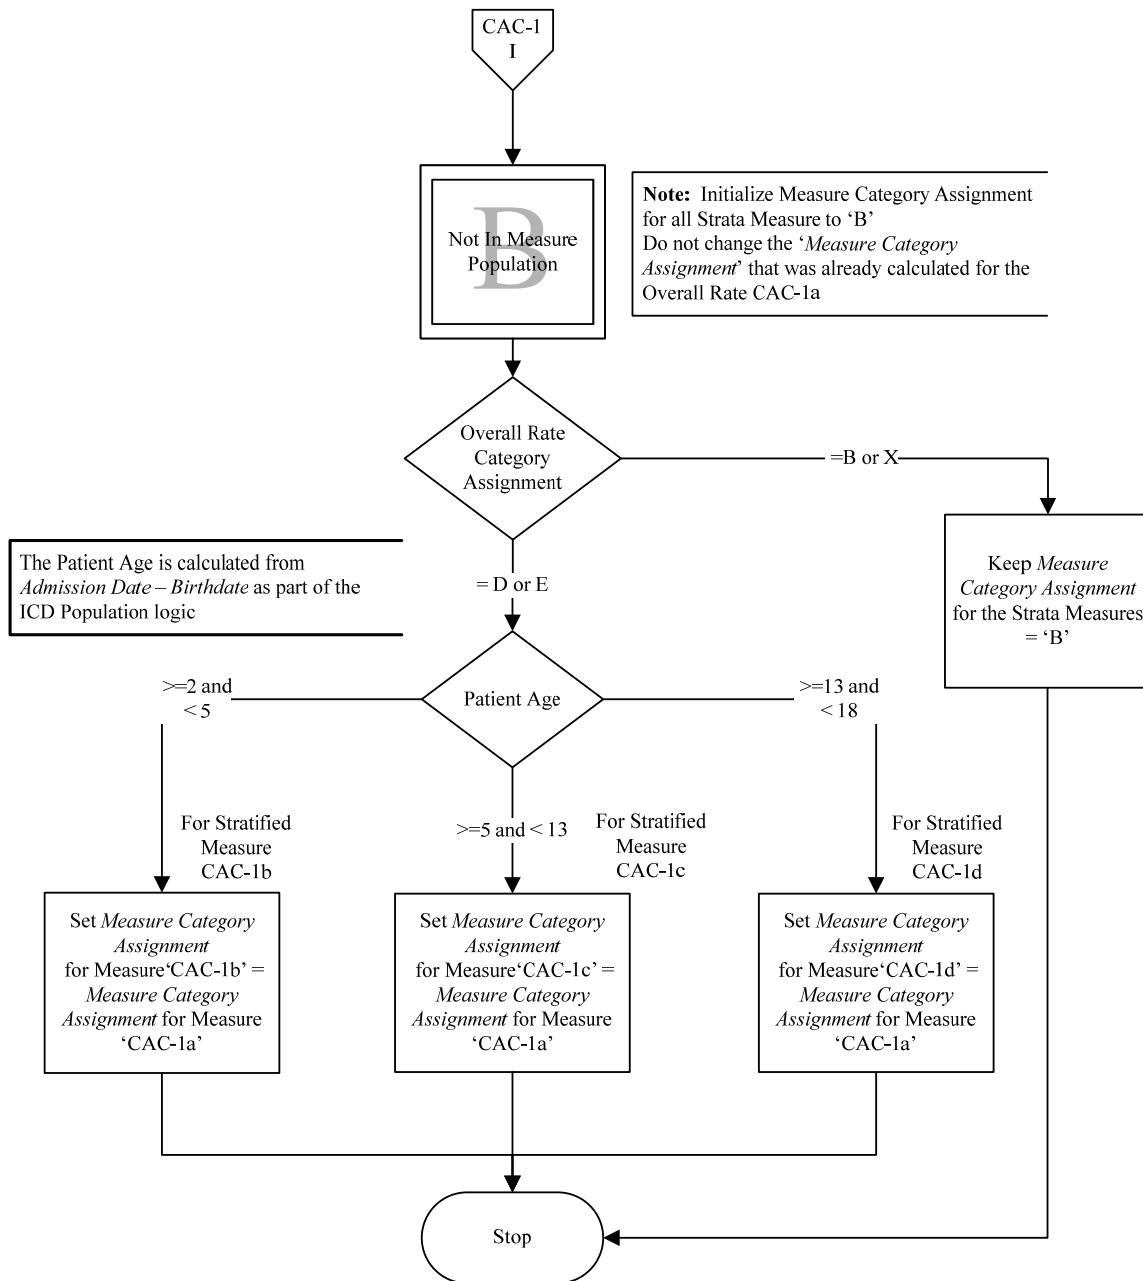 CAC-1
I
B
Not In Measure
Population
Note: Initialize Measure Category Assignment
for all Strata Measure to ‘B’
Do not change the ‘Measure Category
Assignment’ that was already calculated for the
Overall Rate CAC-1a
Overall Rate
Category
Assignment
=B or X
Keep Measure
Category Assignment
for the Strata Measures
= ‘B’
The Patient Age is calculated from
Admission Date – Birthdate as part of the
ICD Population logic
= D or E
Patient Age
>=2 and
< 5
>=13 and
< 18
>=5 and < 13
For Stratified
Measure
CAC-1b
For Stratified
Measure
CAC-1c
For Stratified
Measure
CAC-1d
Set Measure Category
Assignment
for Measure‘CAC-1b’ =
Measure Category
Assignment for Measure
‘CAC-1a’
Set Measure Category
Assignment
for Measure‘CAC-1c’ =
Measure Category
Assignment for Measure
‘CAC-1a’
Set Measure Category
Assignment
for Measure‘CAC-1d’ =
Measure Category
Assignment for Measure
‘CAC-1a’
Stop